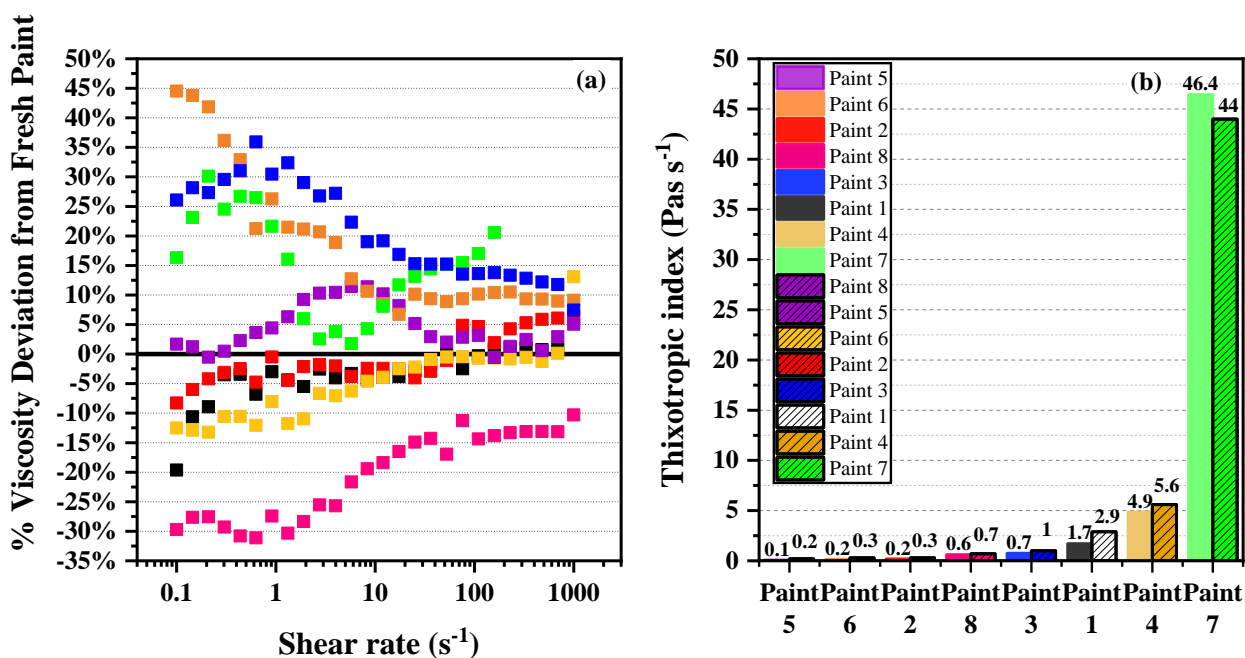 % Viscosity Deviation from Fresh Paint
50%
45%
40%
35%
30%
25%
20%
15%
10%
5%
0%
-5%
-10%
-15%
-20%
-25%
-30%
-35%
(a)
0.1 1 10 100 1000
Shear rate (s⁻¹)
Thixotropic index (Pas s⁻¹)
50
45
40
35
30
25
20
15
10
5
0
(b)
Paint 5
Paint 6
Paint 2
Paint 8
Paint 3
Paint 1
Paint 4
Paint 7
Paint 8
Paint 5
Paint 6
Paint 2
Paint 3
Paint 1
Paint 4
Paint 7
0.1 0.2 0.2 0.3 0.2 0.3 0.6 0.7 0.7 1 1.7 2.9 4.9 5.6 46.4 44
Paint Paint Paint Paint Paint Paint Paint Paint
5 6 2 8 3 1 4 7